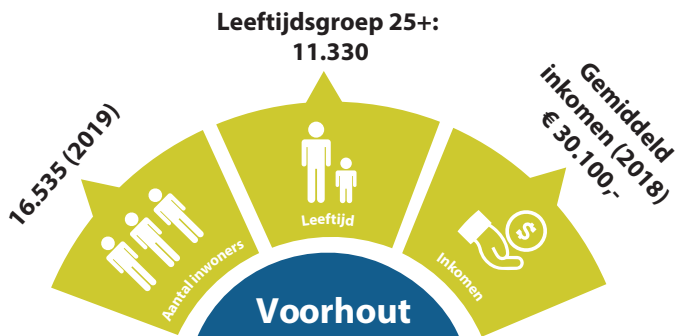 Leeftijdsgroep 25+:
11.330
16.535 (2019)
Gemiddeld
inkomen (2018)
€ 30.100,-
Aantal inwoners
Leeftijd
$
Inkomen
Voorhout